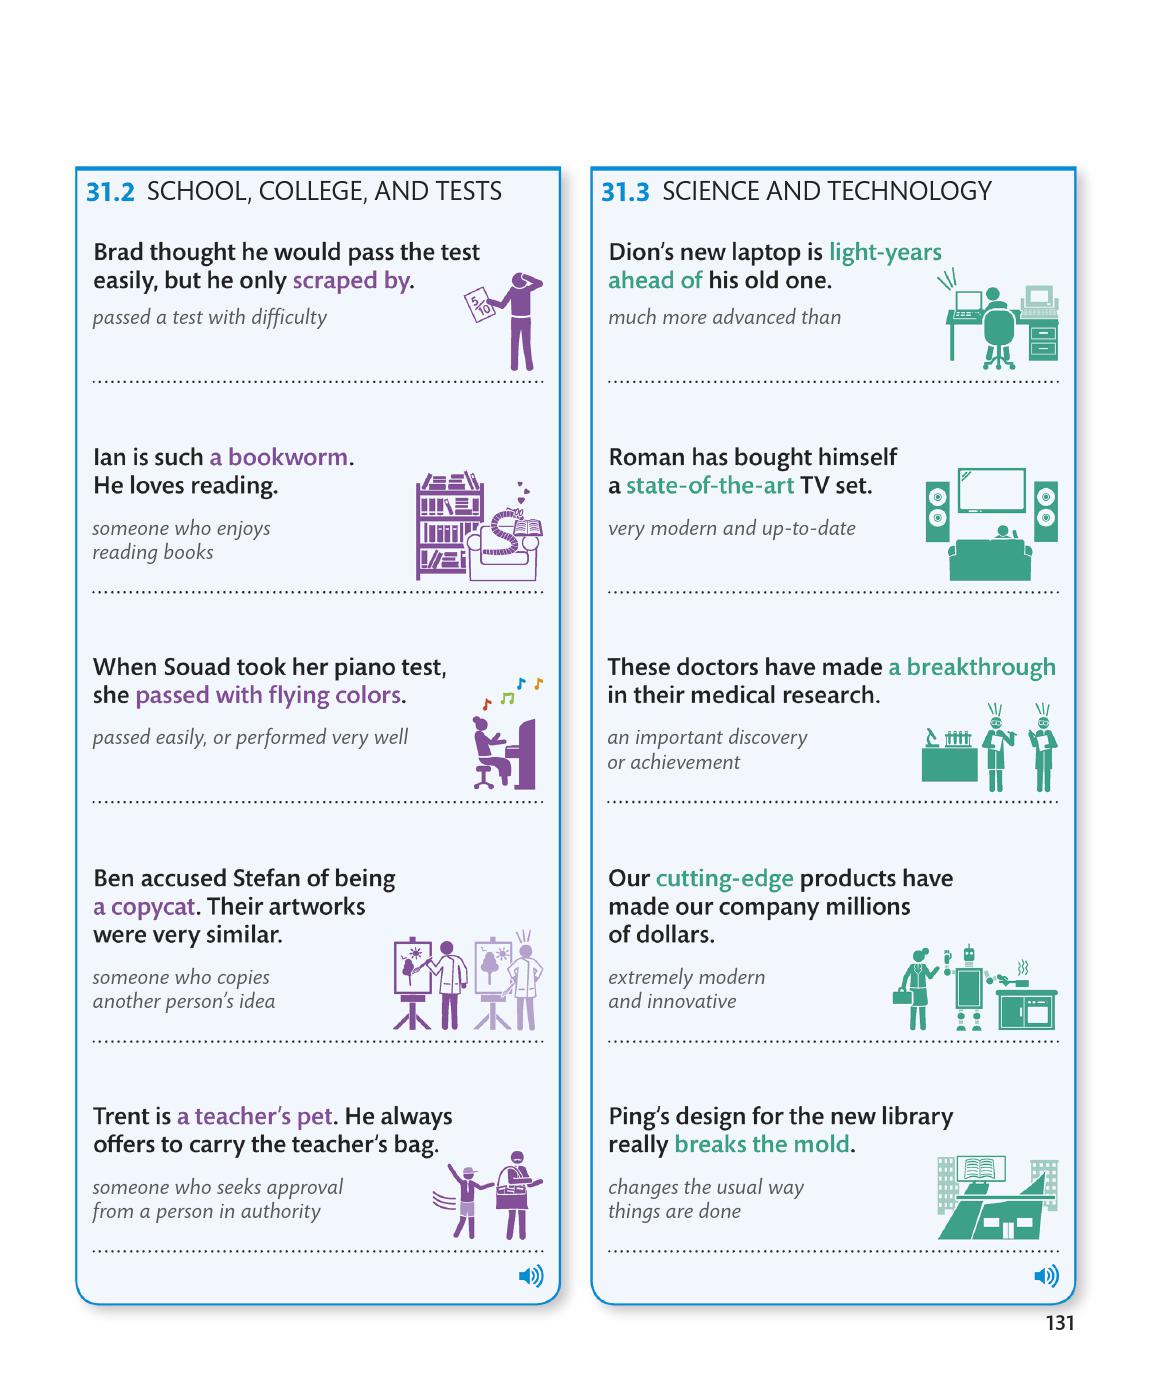 31.2 SCHOOL, COLLEGE, AND TESTS
Brad thought he would pass the test
easily, but he only scraped by.
passed a test with difficulty
5/10
Ian is such a bookworm.
He loves reading.
someone who enjoys
reading books
When Souad took her piano test,
she passed with flying colors.
passed easily, or performed very well
Ben accused Stefan of being
a copycat. Their artworks
were very similar.
someone who copies
another person's idea
Trent is a teacher's pet. He always
offers to carry the teacher's bag.
someone who seeks approval
from a person in authority
31.3 SCIENCE AND TECHNOLOGY
Dion's new laptop is light-years
ahead of his old one.
much more advanced than
Roman has bought himself
a state-of-the-art TV set.
very modern and up-to-date
These doctors have made a breakthrough
in their medical research.
an important discovery
or achievement
Our cutting-edge products have
made our company millions
of dollars.
extremely modern
and innovative
Ping's design for the new library
really breaks the mold.
changes the usual way
things are done
131